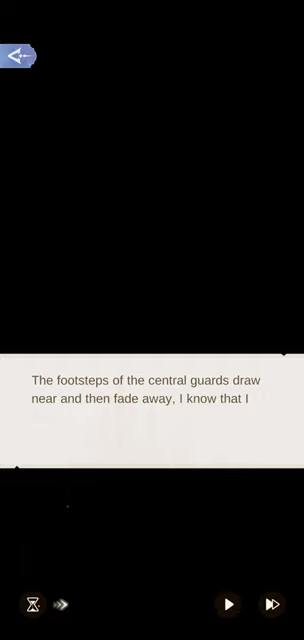 The footsteps of the central guards draw
near and then fade away, I know that I